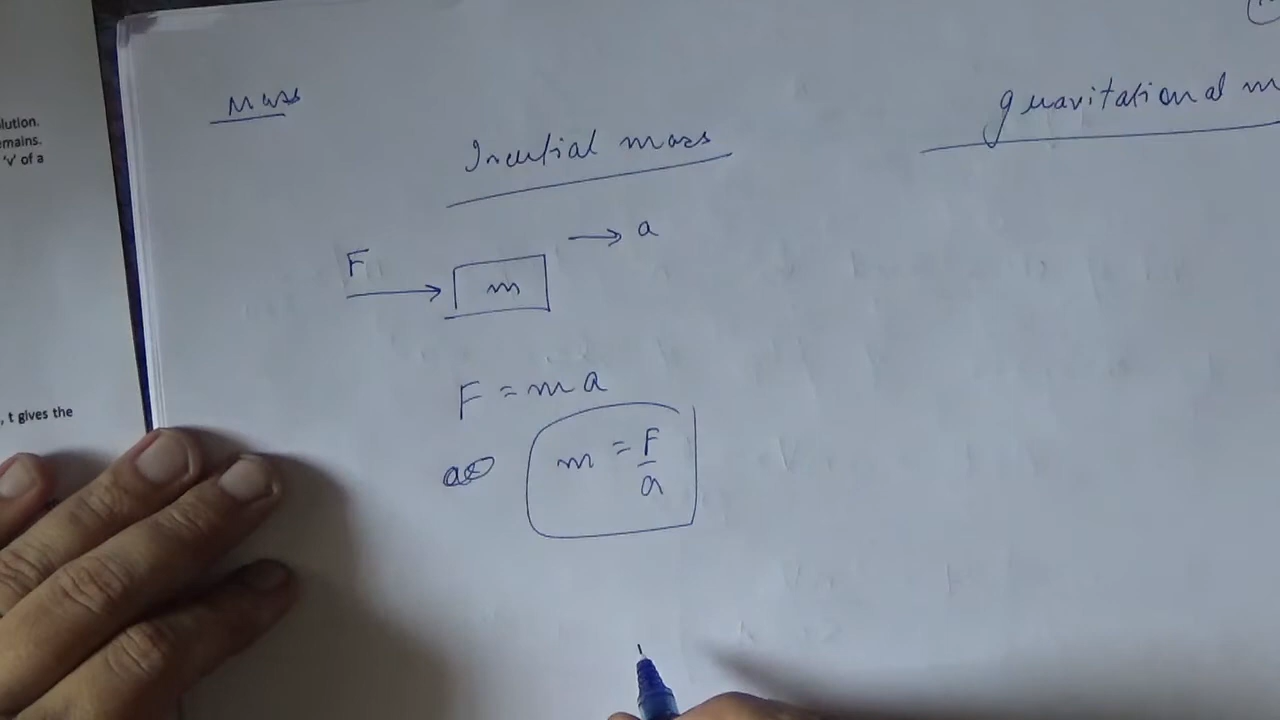 lution.
emains.
'v' of a
, t gives the
Mass
Inertial mass
gravitational m
F
m
→ a
F = ma
m = F/a